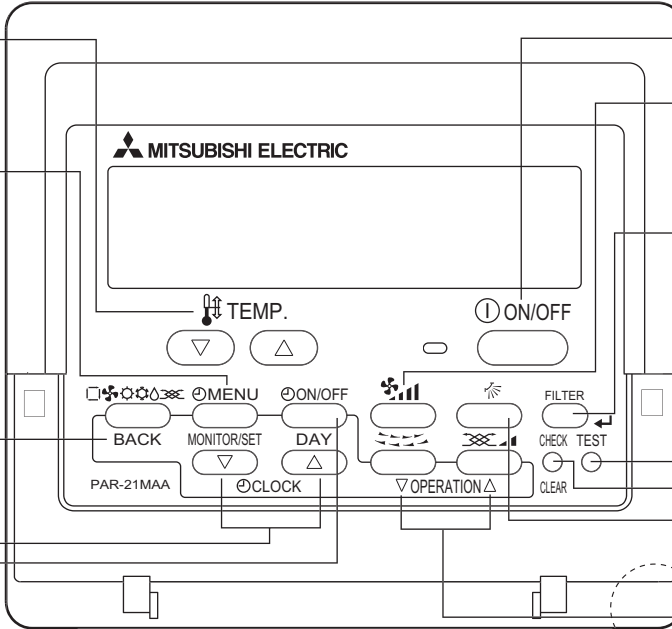 MITSUBISHI ELECTRIC
TEMP.
ON/OFF
MENU
ON/OFF
FILTER
BACK
MONITOR/SET
DAY
CHECK
TEST
PAR-21MAA
CLOCK
OPERATION
CLEAR